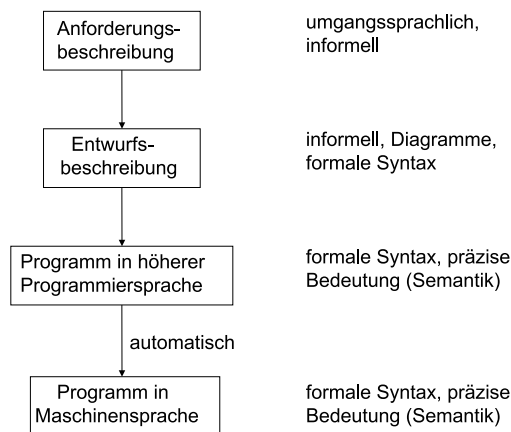 Anforderungs-
beschreibung
umgangssprachlich,
informell
Entwurfs-
beschreibung
informell, Diagramme,
formale Syntax
Programm in höherer
Programmiersprache
formale Syntax, präzise
Bedeutung (Semantik)
automatisch
Programm in
Maschinensprache
formale Syntax, präzise
Bedeutung (Semantik)